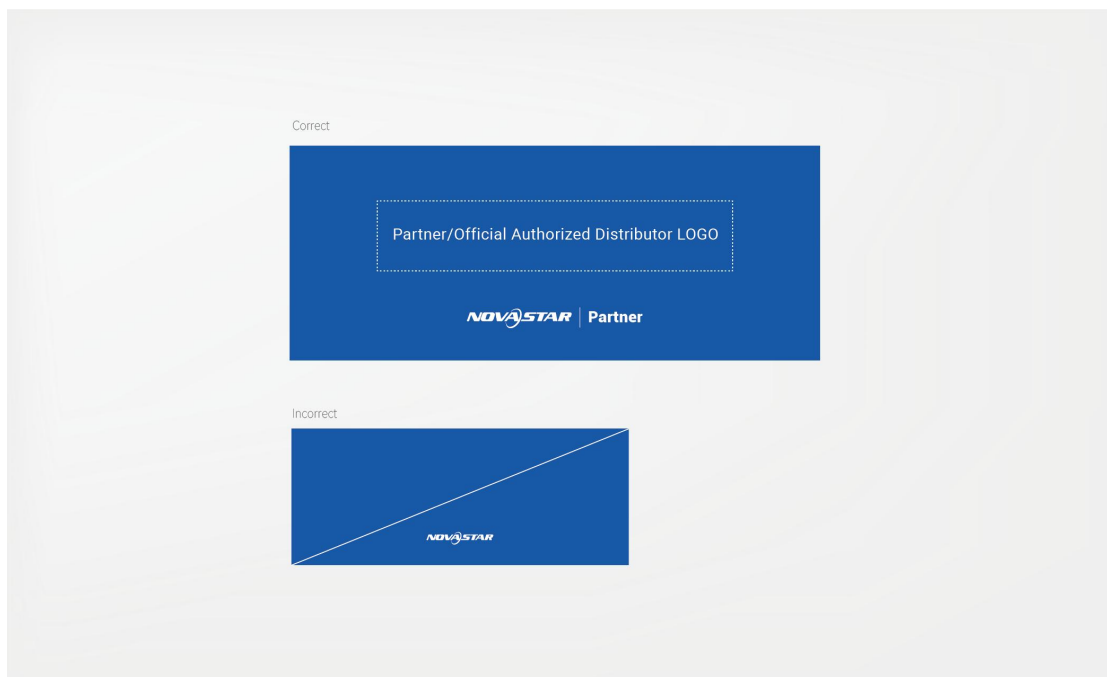 Correct
Partner/Official Authorized Distributor LOGO
NOVASTAR | Partner
Incorrect
NOVASTAR